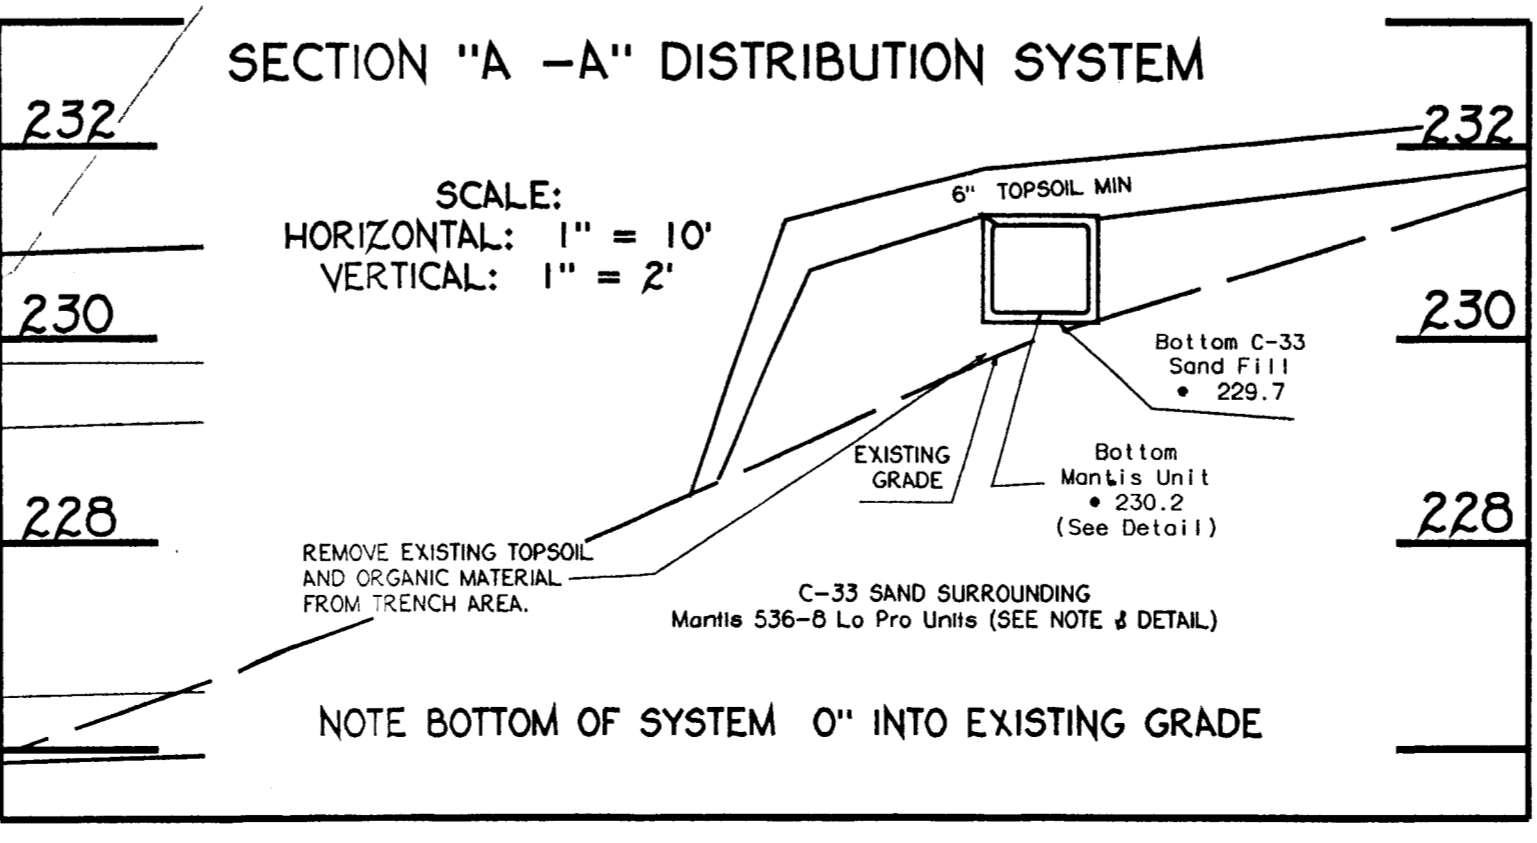 SECTION "A -A" DISTRIBUTION SYSTEM
232
232
SCALE:
HORIZONTAL: 1" = 10'
VERTICAL: 1" = 2'
6" TOPSOIL MIN
230
230
Bottom C-33
Sand Fill
• 229.7
EXISTING
GRADE
Bottom
Mantis Unit
• 230.2
(See Detail)
228
228
REMOVE EXISTING TOPSOIL
AND ORGANIC MATERIAL
FROM TRENCH AREA.
C-33 SAND SURROUNDING
Mantis 536-8 Lo Pro Units (SEE NOTE & DETAIL)
NOTE BOTTOM OF SYSTEM 0" INTO EXISTING GRADE